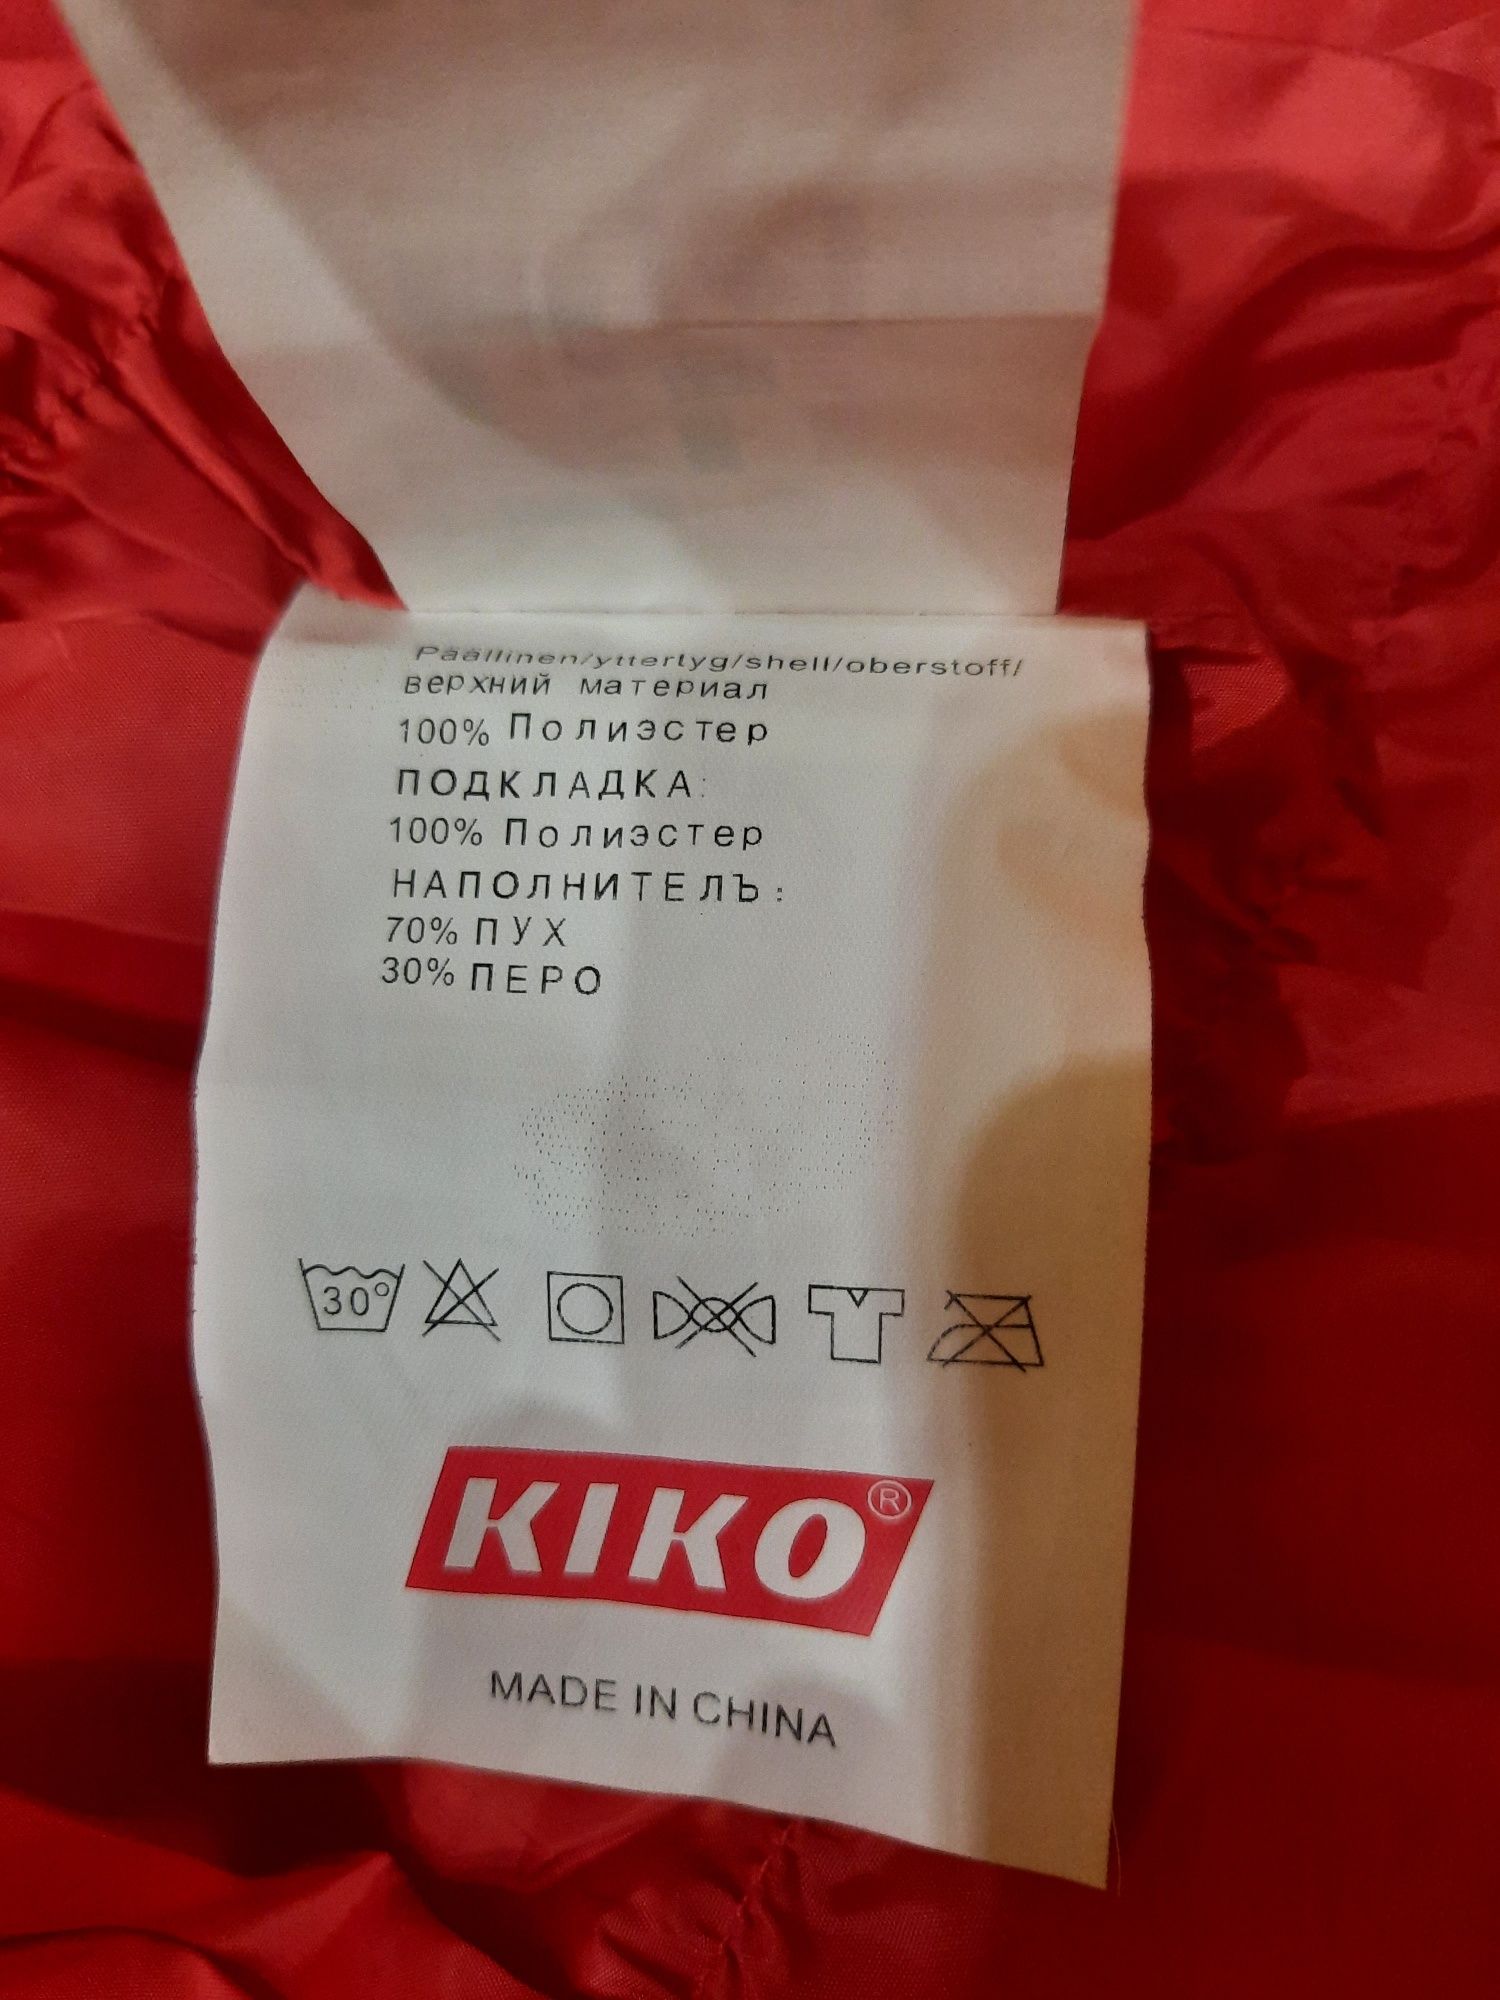 Päällinen/yttertyg/shell/oberstoff/
верхний материал
100% Полиэстер
ПОДКЛАДКА:
100% Полиэстер
НАПОЛНИТЕЛЪ:
70% ПУХ
30% ПЕРО
30°
KIKO®
MADE IN CHINA